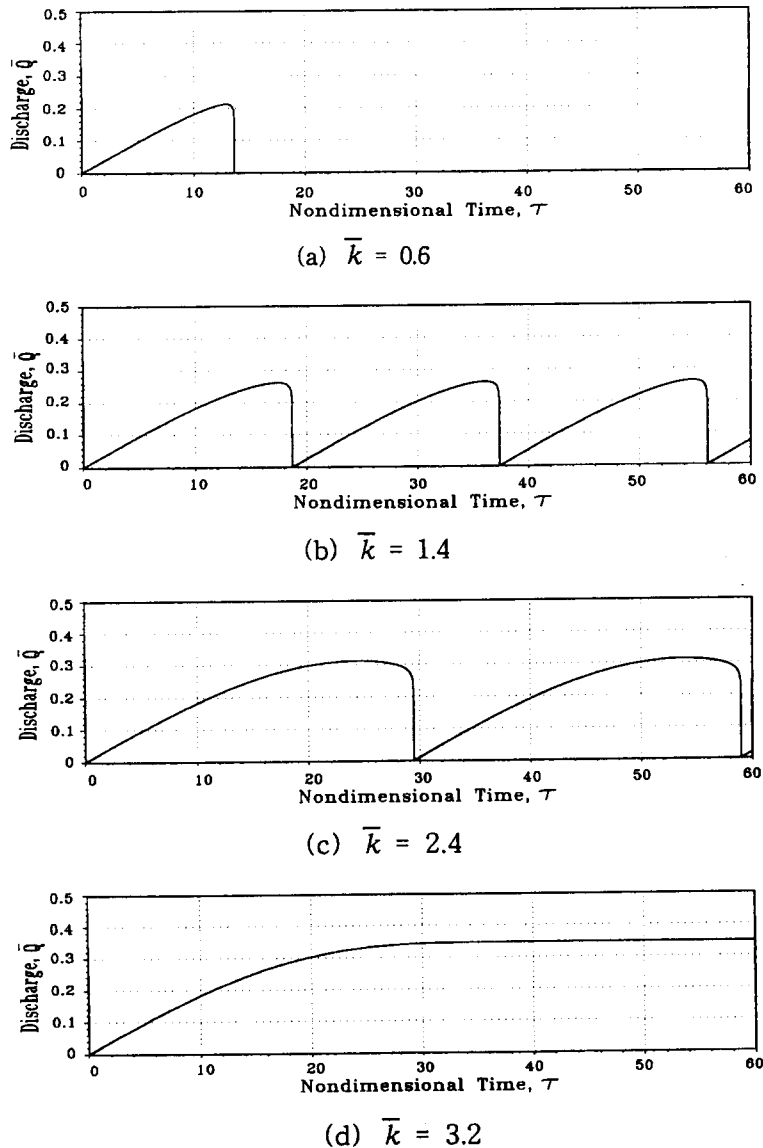 0.5
0.4
0.3
0.2
0.1
0
Discharge, Q̄
0 10 20 30 40 50 60
Nondimensional Time, τ
(a) k̄ = 0.6
0.5
0.4
0.3
0.2
0.1
0
Discharge, Q̄
0 10 20 30 40 50 60
Nondimensional Time, τ
(b) k̄ = 1.4
0.5
0.4
0.3
0.2
0.1
0
Discharge, Q̄
0 10 20 30 40 50 60
Nondimensional Time, τ
(c) k̄ = 2.4
0.5
0.4
0.3
0.2
0.1
0
Discharge, Q̄
0 10 20 30 40 50 60
Nondimensional Time, τ
(d) k̄ = 3.2